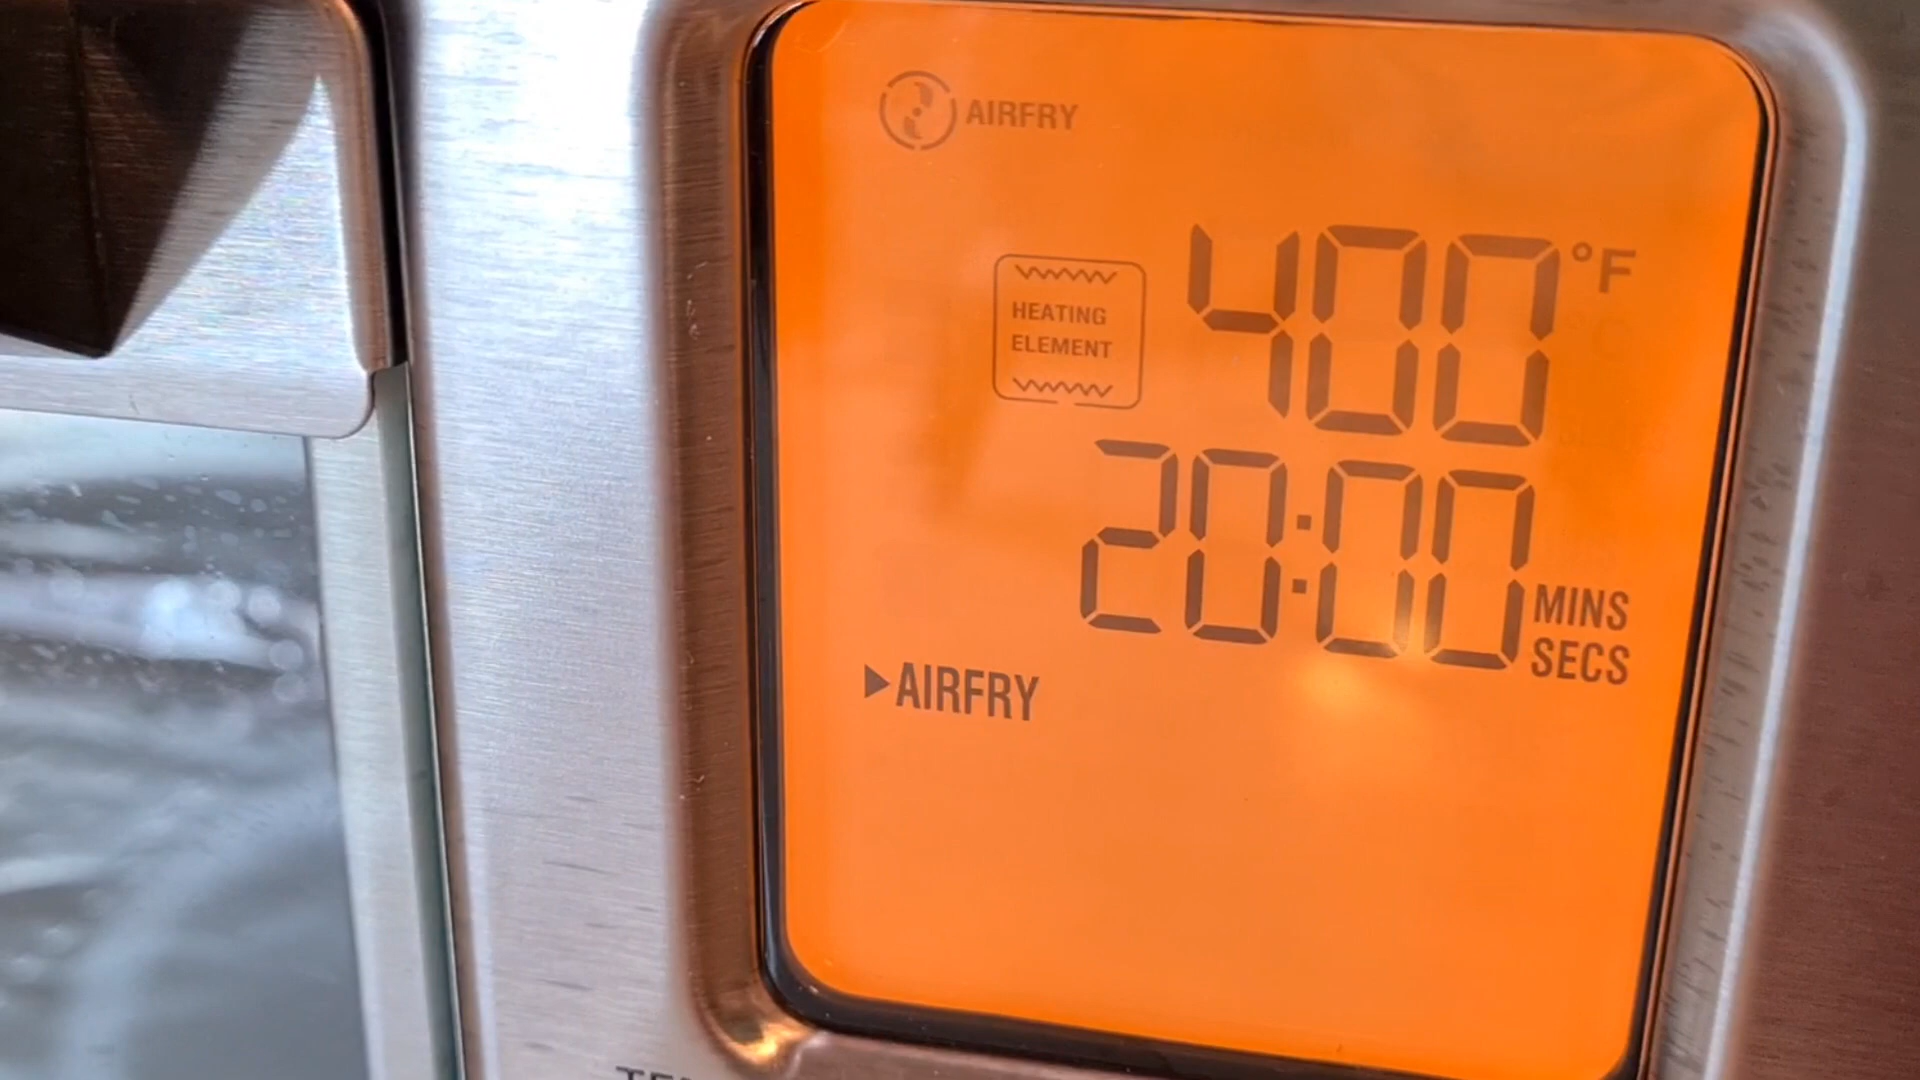 AIRFRY
HEATING
ELEMENT
400°F
20:00
MINS
SECS
▶AIRFRY